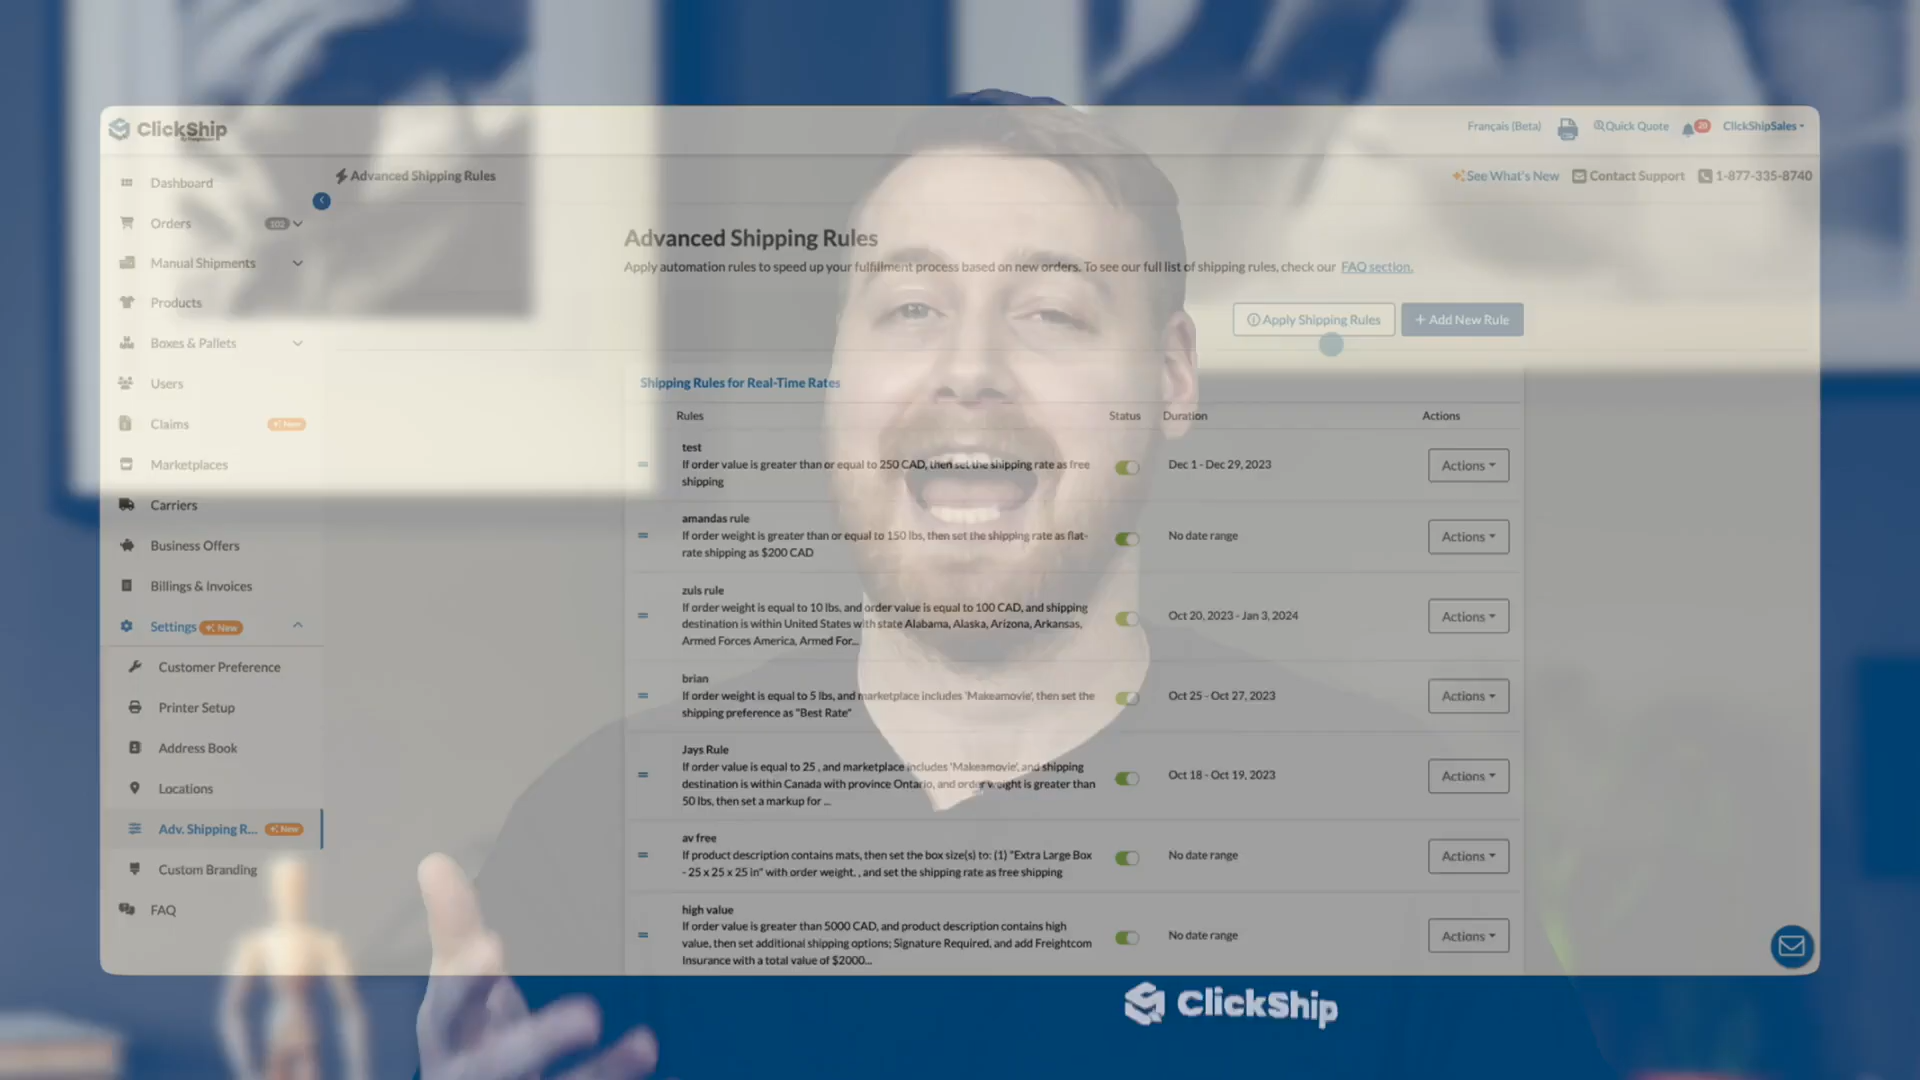 ClickShip
Français (Beta)
Quick Quote
ClickShipSales
Dashboard
Orders
102
Manual Shipments
Products
Boxes & Pallets
Users
Claims
New
Marketplaces
Carriers
Business Offers
Billings & Invoices
Settings
New
Customer Preference
Printer Setup
Address Book
Locations
Adv. Shipping R...
New
Custom Branding
FAQ
Advanced Shipping Rules
See What's New
Contact Support
1-877-335-8740
Advanced Shipping Rules
Apply automation rules to speed up your fulfillment process based on new orders. To see our full list of shipping rules, check our FAQ section.
Apply Shipping Rules
+ Add New Rule
Shipping Rules for Real-Time Rates
Rules
Status
Duration
Actions
test
If order value is greater than or equal to 250 CAD, then set the shipping rate as free
shipping
Dec 1 - Dec 29, 2023
Actions
amandas rule
If order weight is greater than or equal to 150 lbs, then set the shipping rate as flat-
rate shipping as $200 CAD
No date range
Actions
zuls rule
If order weight is equal to 10 lbs, and order value is equal to 100 CAD, and shipping
destination is within United States with state Alabama, Alaska, Arizona, Arkansas,
Armed Forces America, Armed For...
Oct 20, 2023 - Jan 3, 2024
Actions
brian
If order weight is equal to 5 lbs, and marketplace includes 'Makeamovie', then set the
shipping preference as "Best Rate"
Oct 25 - Oct 27, 2023
Actions
Jays Rule
If order value is equal to 25 , and marketplace includes 'Makeamovie', and shipping
destination is within Canada with province Ontario, and order weight is greater than
50 lbs, then set a markup for ...
Oct 18 - Oct 19, 2023
Actions
av free
If product description contains mats, then set the box size(s) to: (1) "Extra Large Box
- 25 x 25 x 25 in" with order weight. , and set the shipping rate as free shipping
No date range
Actions
high value
If order value is greater than 5000 CAD, and product description contains high
value, then set additional shipping options; Signature Required, and add Freightcom
Insurance with a total value of $2000...
No date range
Actions
ClickShip